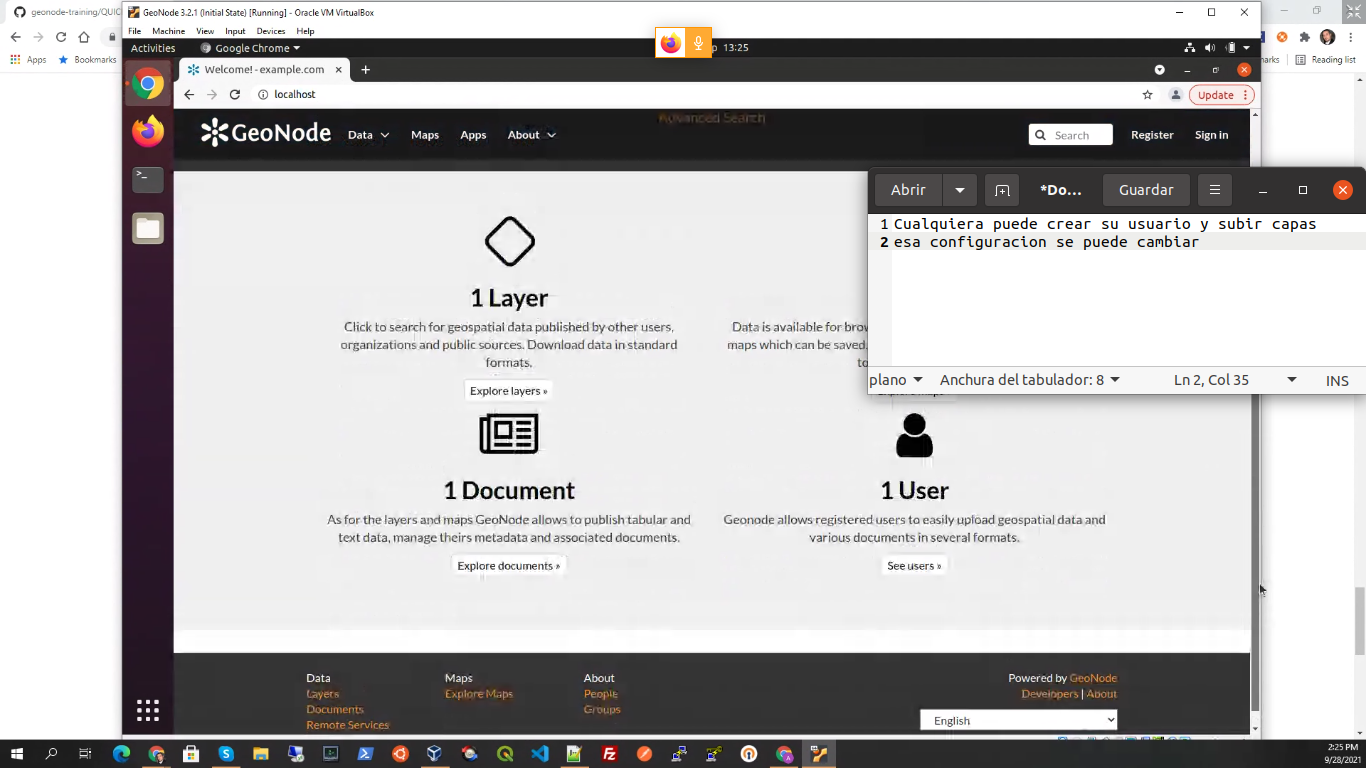 geonode-training/QUIC
GeoNode 3.2.1 (Initial State) [Running] - Oracle VM VirtualBox
File Machine View Input Devices Help
Apps Bookmarks
Reading list
Activities Google Chrome 13:25
Welcome! - example.com
localhost
Update
Advanced Search
GeoNode Data Maps Apps About Search Register Sign in
Abrir *Do... Guardar
1 Cualquiera puede crear su usuario y subir capas
2 esa configuracion se puede cambiar
plano Anchura del tabulador: 8 Ln 2, Col 35 INS
1 Layer
Click to search for geospatial data published by other users,
organizations and public sources. Download data in standard
formats.
Explore layers »
Data is available for brow
maps which can be saved,
to
1 Document
As for the layers and maps GeoNode allows to publish tabular and
text data, manage theirs metadata and associated documents.
Explore documents »
1 User
Geonode allows registered users to easily upload geospatial data and
various documents in several formats.
See users »
Data
Layers
Documents
Remote Services
Maps
Explore Maps
About
People
Groups
Powered by GeoNode
Developers | About
English
2:25 PM
9/28/2021